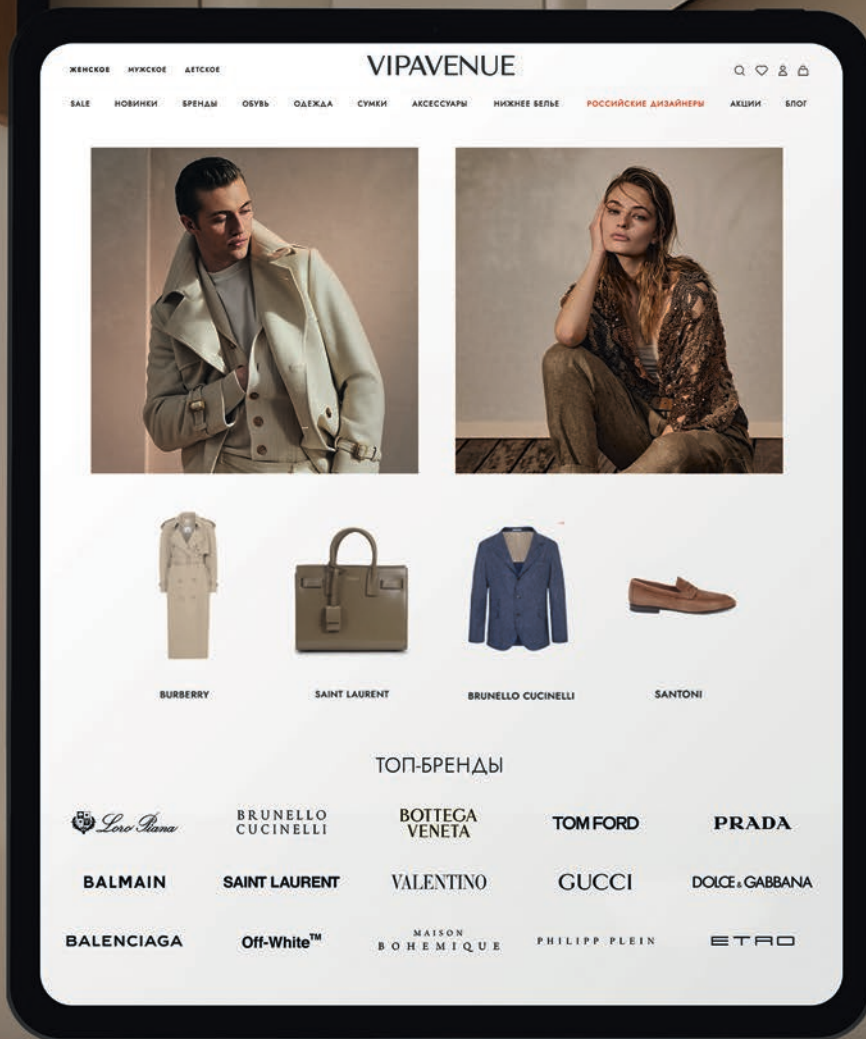 ЖЕНСКОЕ МУЖСКОЕ ДЕТСКОЕ
VIPAVENUE
SALE НОВИНКИ БРЕНДЫ ОБУВЬ ОДЕЖДА СУМКИ АКСЕССУАРЫ НИЖНЕЕ БЕЛЬЕ РОССИЙСКИЕ ДИЗАЙНЕРЫ АКЦИИ БЛОГ
BURBERRY SAINT LAURENT BRUNELLO CUCINELLI SANTONI
ТОП-БРЕНДЫ
Loro Piana
BRUNELLO
CUCINELLI
BOTTEGA
VENETA
TOM FORD
PRADA
BALMAIN SAINT LAURENT VALENTINO GUCCI DOLCE & GABBANA
BALENCIAGA Off-White™
MAISON
BOHEMIQUE
PHILIPP PLEIN ETRO